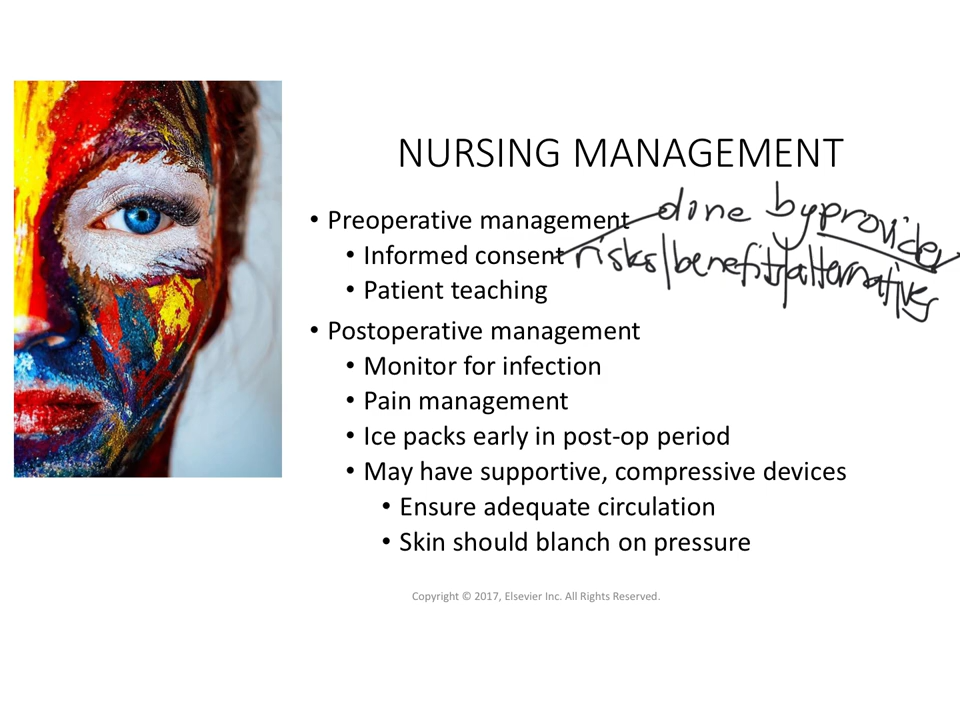 NURSING MANAGEMENT
• Preoperative management done by provider
• Informed consent risks/benefits/alternatives
• Patient teaching
• Postoperative management
• Monitor for infection
• Pain management
• Ice packs early in post-op period
• May have supportive, compressive devices
• Ensure adequate circulation
• Skin should blanch on pressure
Copyright © 2017, Elsevier Inc. All Rights Reserved.